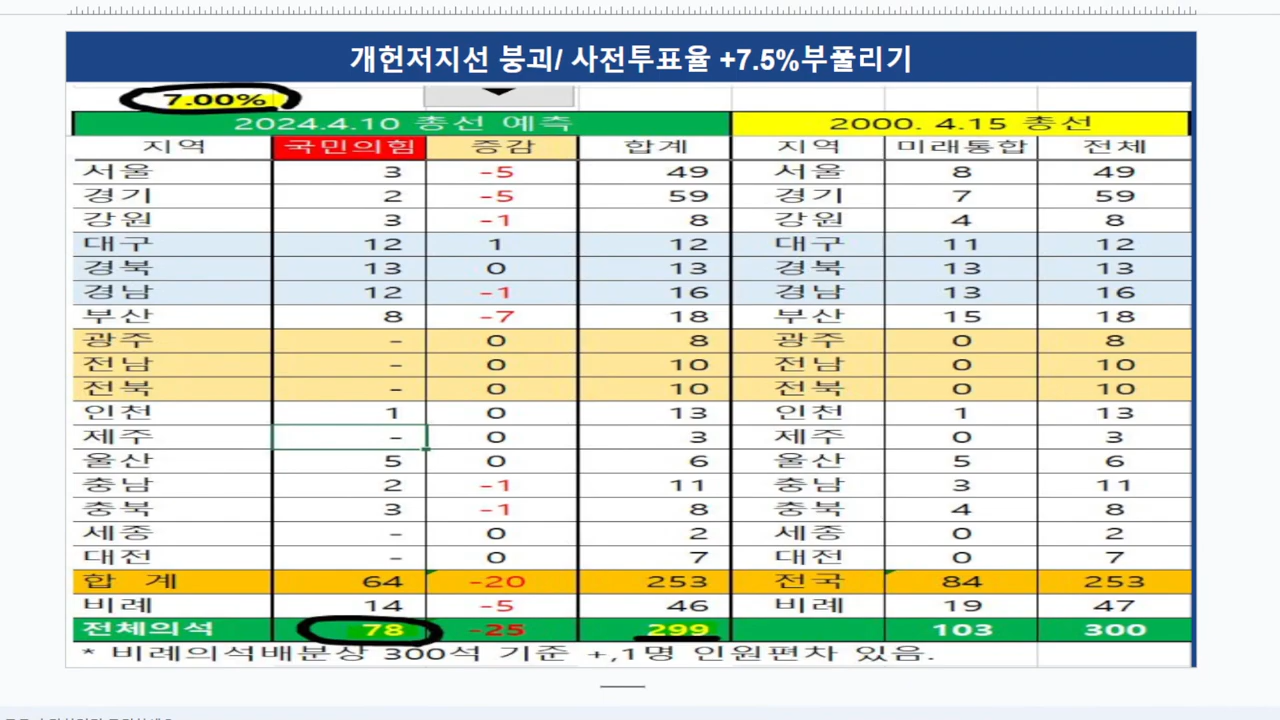 개헌저지선 붕괴/ 사전투표율 +7.5%부풀리기
7.00%
2024.4.10 총선 예측 2000. 4.15 총선
지역 국민의힘 증감 합계 지역 미래통합 전체
서울 3 -5 49 서울 8 49
경기 2 -5 59 경기 7 59
강원 3 -1 8 강원 4 8
대구 12 1 12 대구 11 12
경북 13 0 13 경북 13 13
경남 12 -1 16 경남 13 16
부산 8 -7 18 부산 15 18
광주 - 0 8 광주 0 8
전남 - 0 10 전남 0 10
전북 - 0 10 전북 0 10
인천 1 0 13 인천 1 13
제주 - 0 3 제주 0 3
울산 5 0 6 울산 5 6
충남 2 -1 11 충남 3 11
충북 3 -1 8 충북 4 8
세종 - 0 2 세종 0 2
대전 - 0 7 대전 0 7
합 계 64 -20 253 전국 84 253
비례 14 -5 46 비례 19 47
전체의석 78 -25 299 103 300
* 비례의석배분상 300석 기준 +,1명 인원편차 있음.